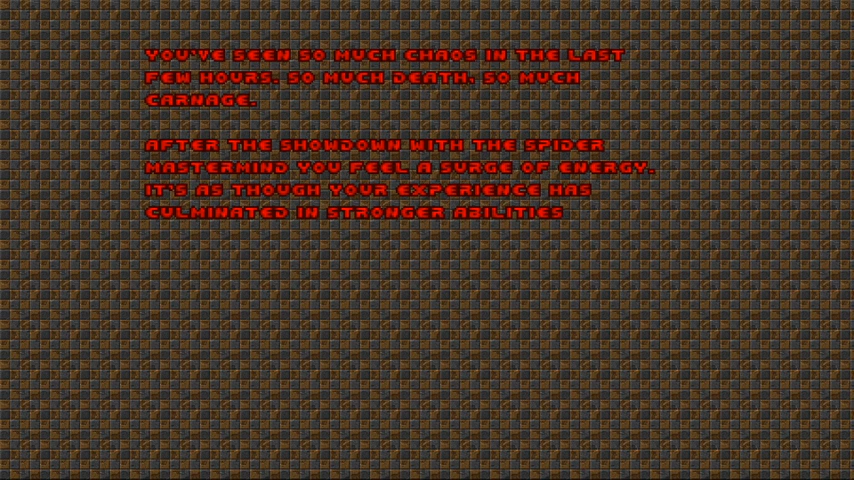 YOU'VE SEEN SO MUCH CHAOS IN THE LAST
FEW HOURS. SO MUCH DEATH, SO MUCH
CARNAGE.
AFTER THE SHOWDOWN WITH THE SPIDER
MASTERMIND YOU FEEL A SURGE OF ENERGY.
IT'S AS THOUGH YOUR EXPERIENCE HAS
CULMINATED IN STRONGER ABILITIES